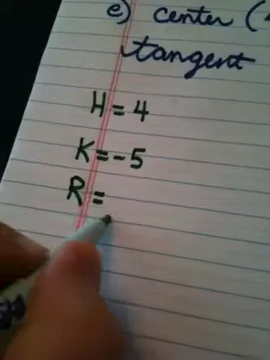 e) center (
tangent
H = 4
K = -5
R =